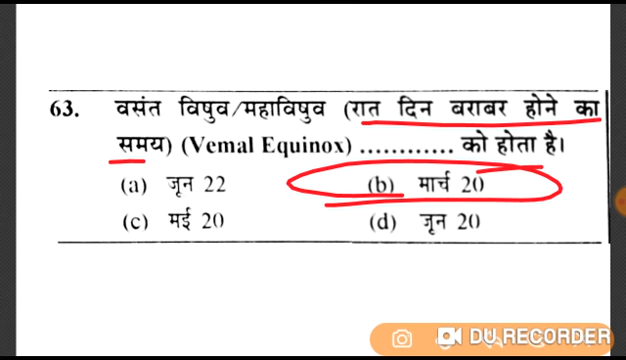 63. वसंत विषुव/महाविषुव (रात दिन बराबर होने का
समय) (Vemal Equinox) ............ को होता है।
(a) जून 22 (b) मार्च 20
(c) मई 20 (d) जून 20
DU RECORDER